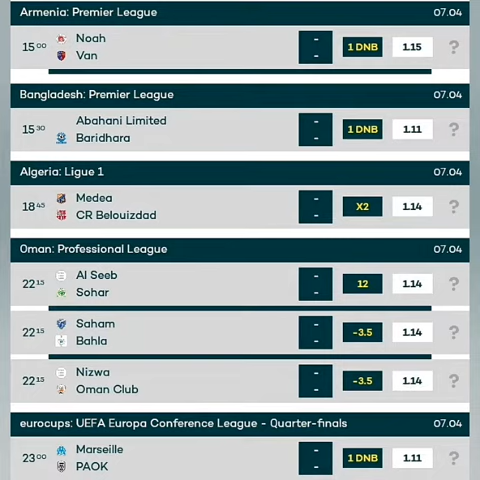 Armenia: Premier League 07.04
15 00 Noah - 1 DNB 1.15 ?
Van -
Bangladesh: Premier League 07.04
15 30 Abahani Limited - 1 DNB 1.11 ?
Baridhara -
Algeria: Ligue 1 07.04
18 45 Medea - X2 1.14 ?
CR Belouizdad -
Oman: Professional League 07.04
22 15 Al Seeb - 12 1.14 ?
Sohar -
22 15 Saham - -3.5 1.14 ?
Bahla -
22 15 Nizwa - -3.5 1.14 ?
Oman Club -
eurocups: UEFA Europa Conference League - Quarter-finals 07.04
23 00 Marseille - 1 DNB 1.11 ?
PAOK -